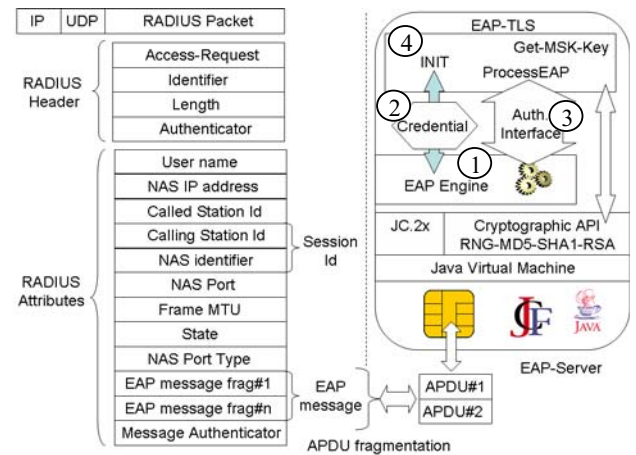 IP UDP RADIUS Packet
RADIUS
Header
Access-Request
Identifier
Length
Authenticator
RADIUS
Attributes
User name
NAS IP address
Called Station Id
Calling Station Id
NAS identifier
NAS Port
Frame MTU
State
NAS Port Type
EAP message frag#1
EAP message frag#n
Message Authenticator
Session
Id
EAP
message
APDU fragmentation
APDU#1
APDU#2
EAP-TLS
4
Get-MSK-Key
INIT
ProcessEAP
2
Credential
Auth.
Interface
3
1
EAP Engine
JC.2x
Cryptographic API
RNG-MD5-SHA1-RSA
Java Virtual Machine
JCF
JAVA
EAP-Server